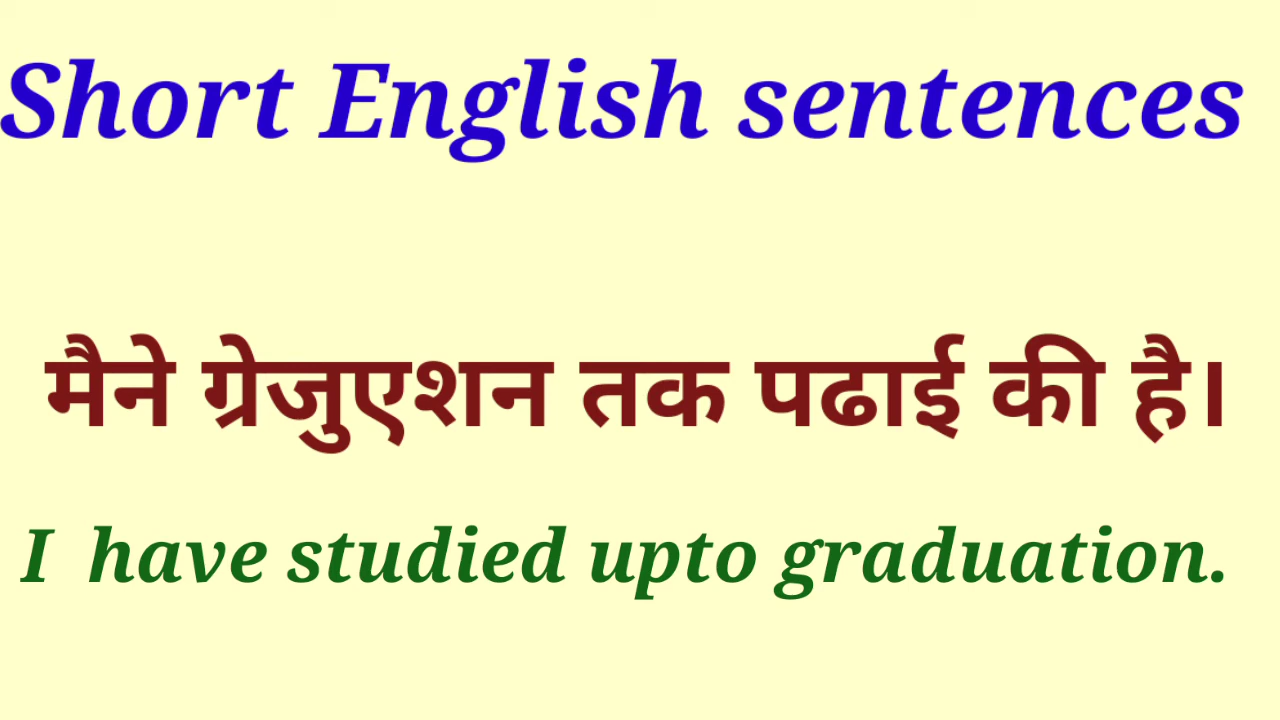 Short English sentences
मैने ग्रेजुएशन तक पढाई की है।
I have studied upto graduation.